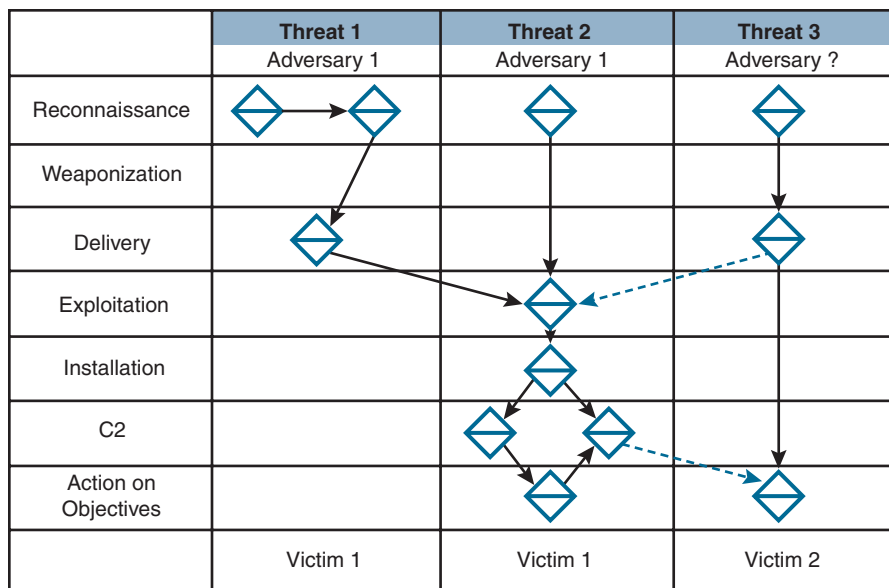 Threat 1 Threat 2 Threat 3
Adversary 1 Adversary 1 Adversary ?
Reconnaissance
Weaponization
Delivery
Exploitation
Installation
C2
Action on
Objectives
Victim 1 Victim 1 Victim 2